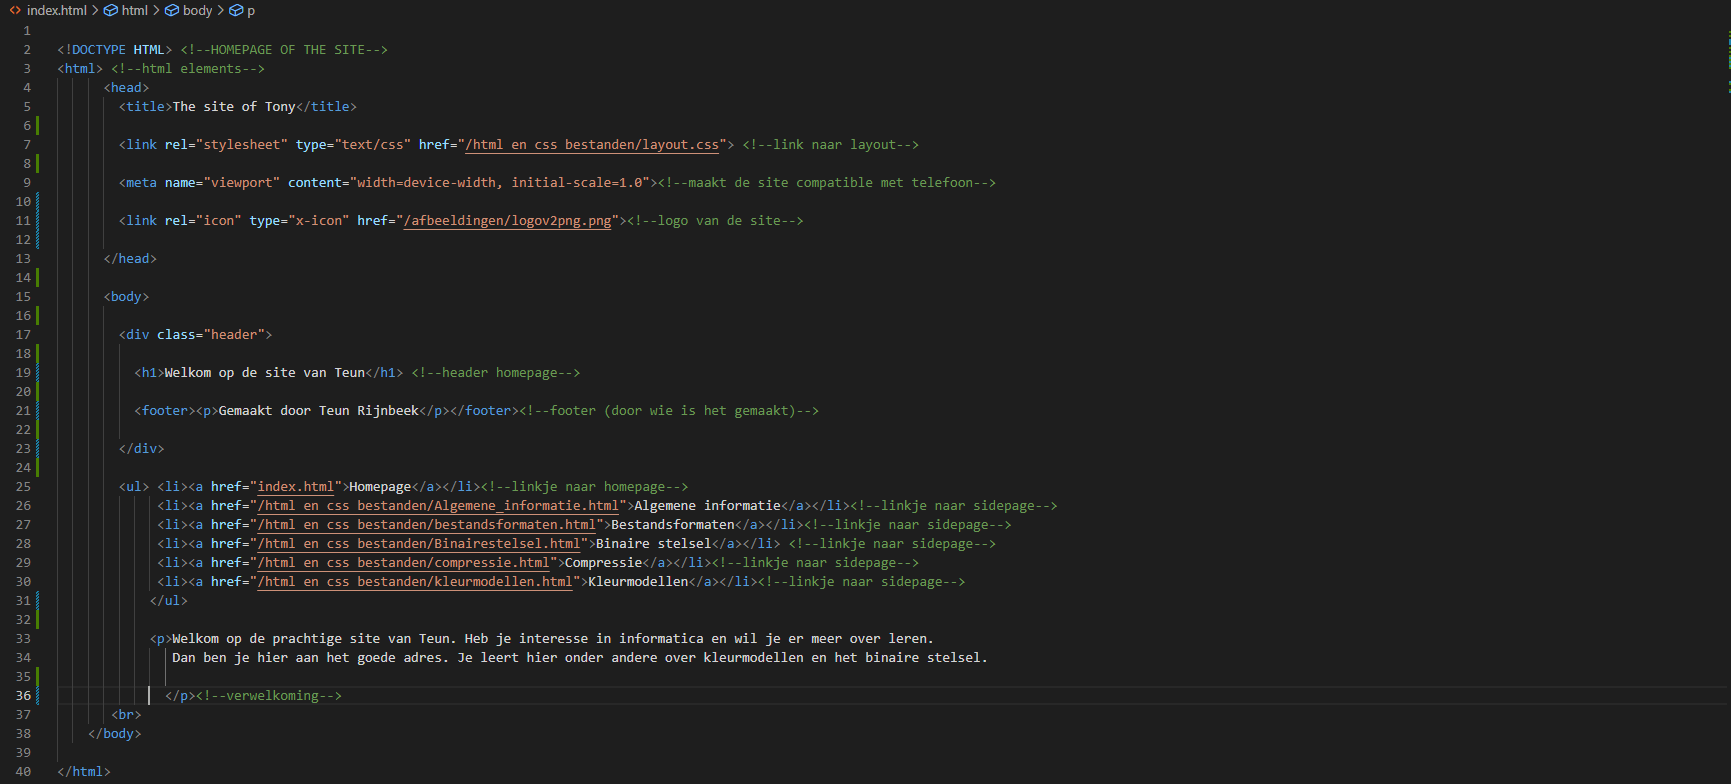 index.html > html > body > p
1
2 <!DOCTYPE HTML> <!--HOMEPAGE OF THE SITE-->
3 <html> <!--html elements-->
4 <head>
5 <title>The site of Tony</title>
6
7 <link rel="stylesheet" type="text/css" href="/html en css bestanden/layout.css"> <!--link naar layout-->
8
9 <meta name="viewport" content="width=device-width, initial-scale=1.0"><!--maakt de site compatible met telefoon-->
10
11 <link rel="icon" type="x-icon" href="/afbeeldingen/logov2png.png"><!--logo van de site-->
12
13 </head>
14
15 <body>
16
17 <div class="header">
18
19 <h1>Welkom op de site van Teun</h1> <!--header homepage-->
20
21 <footer><p>Gemaakt door Teun Rijnbeek</p></footer><!--footer (door wie is het gemaakt)-->
22
23 </div>
24
25 <ul> <li><a href="index.html">Homepage</a></li><!--linkje naar homepage-->
26 <li><a href="/html en css bestanden/Algemene_informatie.html">Algemene informatie</a></li><!--linkje naar sidepage-->
27 <li><a href="/html en css bestanden/bestandsformaten.html">Bestandsformaten</a></li><!--linkje naar sidepage-->
28 <li><a href="/html en css bestanden/Binairestelsel.html">Binaire stelsel</a></li> <!--linkje naar sidepage-->
29 <li><a href="/html en css bestanden/compressie.html">Compressie</a></li><!--linkje naar sidepage-->
30 <li><a href="/html en css bestanden/kleurmodellen.html">Kleurmodellen</a></li><!--linkje naar sidepage-->
31 </ul>
32
33 <p>Welkom op de prachtige site van Teun. Heb je interesse in informatica en wil je er meer over leren.
34 Dan ben je hier aan het goede adres. Je leert hier onder andere over kleurmodellen en het binaire stelsel.
35
36 </p><!--verwelkoming-->
37 <br>
38 </body>
39
40 </html>